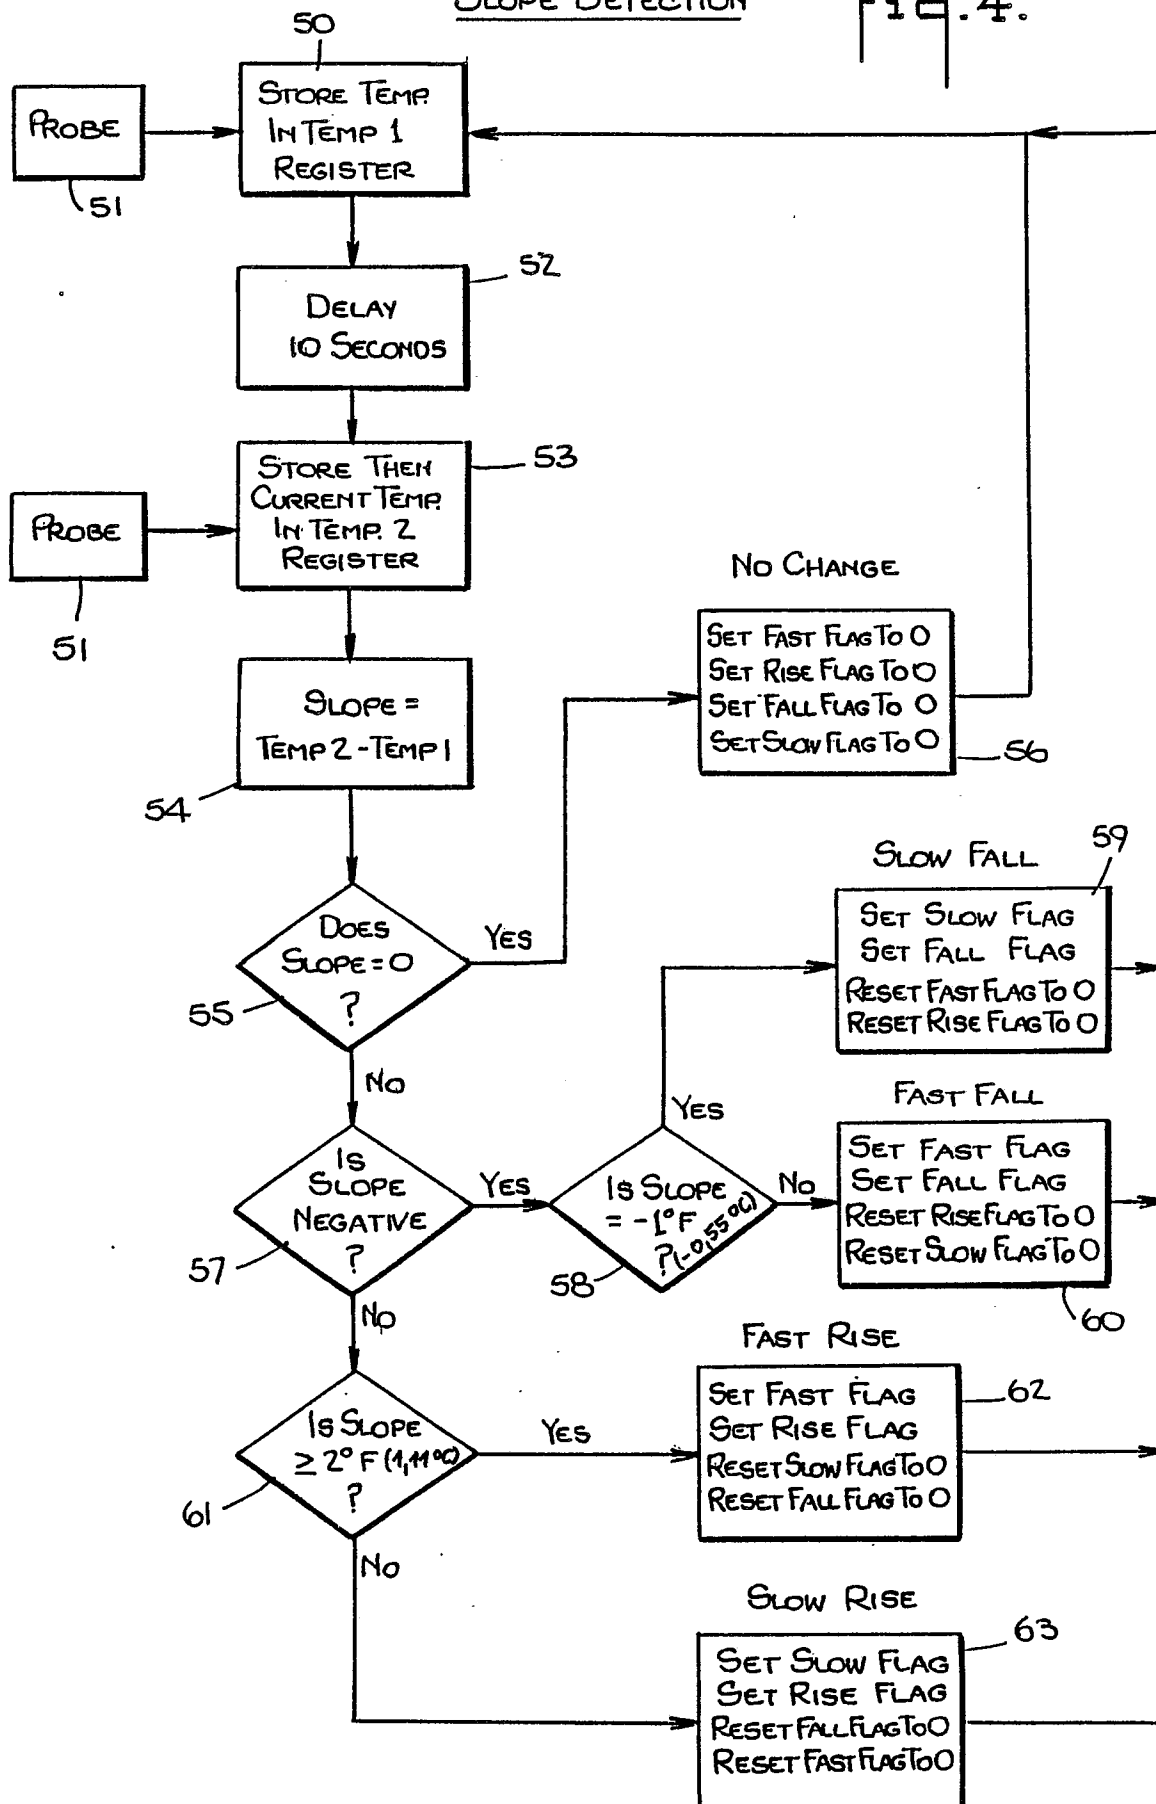 SLOPE DETECTION
FIG. 4.
50
STORE TEMP.
IN TEMP 1
REGISTER
PROBE
51
52
DELAY
10 SECONDS
53
STORE THEN
CURRENT TEMP.
IN TEMP. 2
REGISTER
PROBE
51
SLOPE =
TEMP 2 - TEMP 1
54
NO CHANGE
SET FAST FLAG TO 0
SET RISE FLAG TO 0
SET FALL FLAG TO 0
SET SLOW FLAG TO 0
56
DOES
SLOPE = 0
?
55
YES
NO
SLOW FALL
59
SET SLOW FLAG
SET FALL FLAG
RESET FAST FLAG TO 0
RESET RISE FLAG TO 0
IS
SLOPE
NEGATIVE
?
57
YES
NO
IS SLOPE
= -1°F
? (-0,55°C)
58
YES
NO
FAST FALL
SET FAST FLAG
SET FALL FLAG
RESET RISE FLAG TO 0
RESET SLOW FLAG TO 0
60
IS SLOPE
≥ 2°F (1,11°C)
?
61
YES
NO
FAST RISE
62
SET FAST FLAG
SET RISE FLAG
RESET SLOW FLAG TO 0
RESET FALL FLAG TO 0
SLOW RISE
63
SET SLOW FLAG
SET RISE FLAG
RESET FALL FLAG TO 0
RESET FAST FLAG TO 0